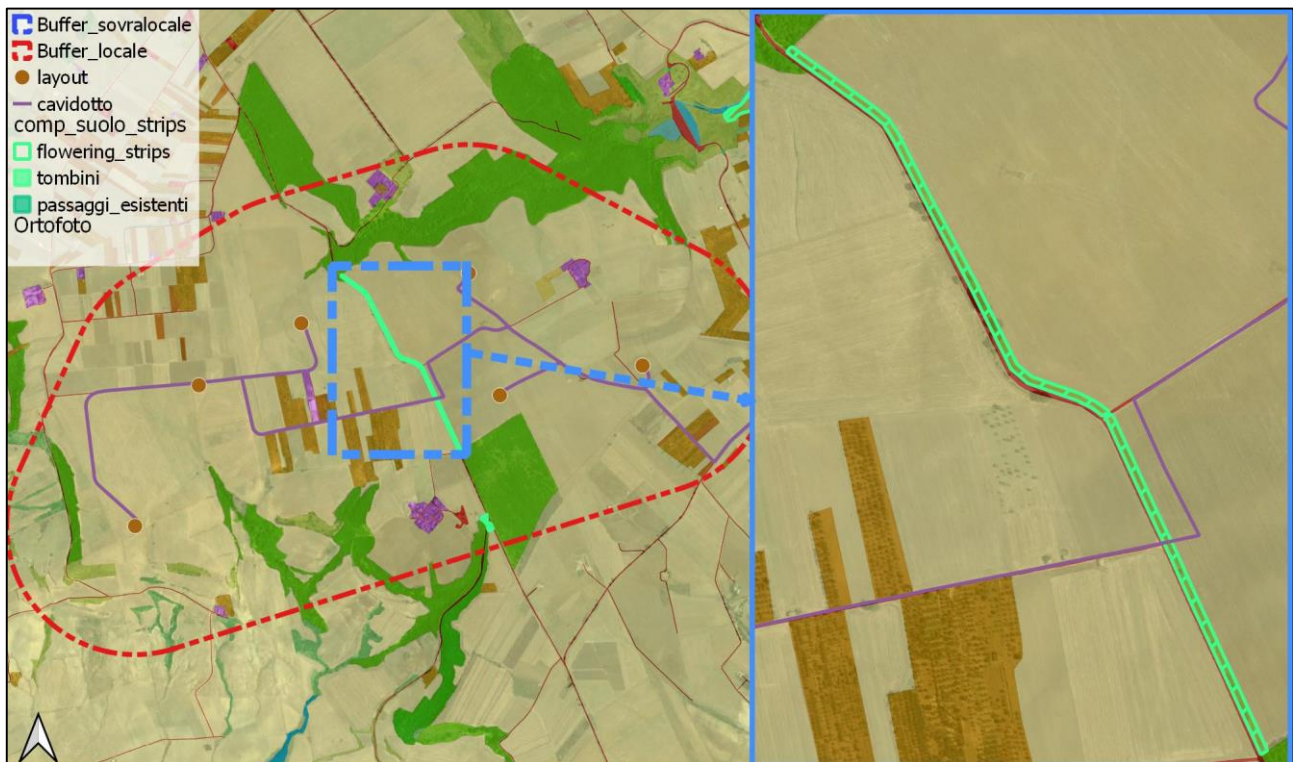 Buffer_sovralocale
Buffer_locale
layout
cavidotto
comp_suolo_strips
flowering_strips
tombini
passaggi_esistenti
Ortofoto